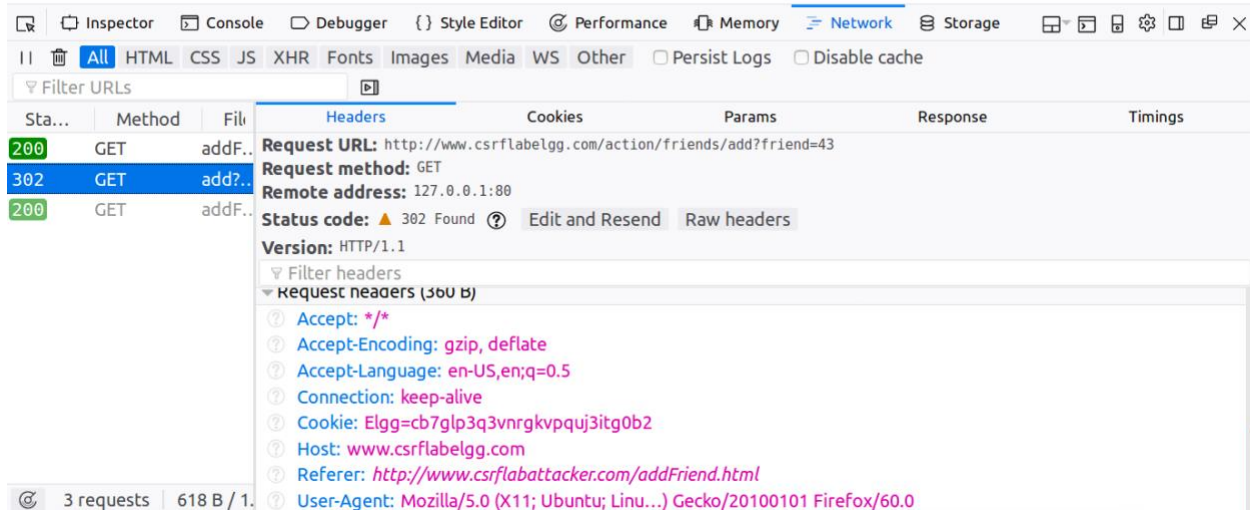 Inspector Console Debugger { } Style Editor Performance Memory Network Storage
All HTML CSS JS XHR Fonts Images Media WS Other Persist Logs Disable cache
Filter URLs
Sta... Method File Headers Cookies Params Response Timings
200 GET addF...
302 GET add?...
200 GET addF...
Request URL: http://www.csrflabelgg.com/action/friends/add?friend=43
Request method: GET
Remote address: 127.0.0.1:80
Status code: 302 Found ? Edit and Resend Raw headers
Version: HTTP/1.1
Filter headers
Request headers (360 B)
? Accept: */*
? Accept-Encoding: gzip, deflate
? Accept-Language: en-US,en;q=0.5
? Connection: keep-alive
? Cookie: Elgg=cb7glp3q3vnrgkvpquj3itg0b2
? Host: www.csrflabelgg.com
? Referer: http://www.csrflabattacker.com/addFriend.html
? User-Agent: Mozilla/5.0 (X11; Ubuntu; Linu...) Gecko/20100101 Firefox/60.0
3 requests 618 B / 1.